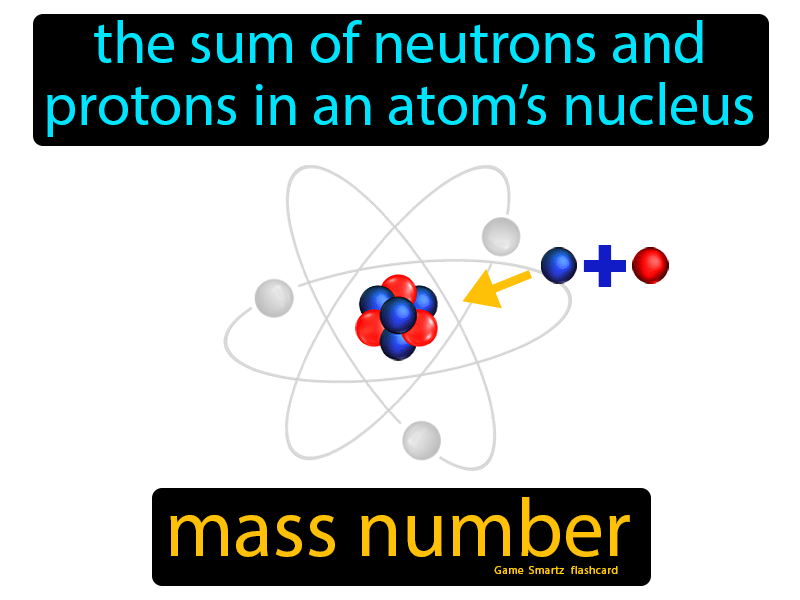 the sum of neutrons and
protons in an atom’s nucleus
mass number
Game Smartz flashcard